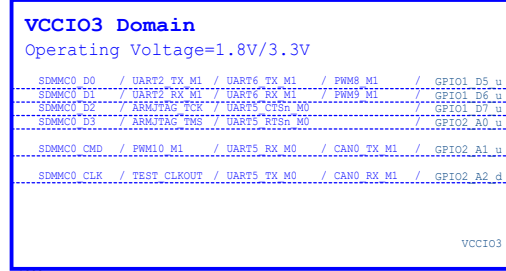 VCCIO3 Domain
Operating Voltage=1.8V/3.3V
SDMMC0_D0 / UART2_TX_M1 / UART6_TX_M1 / PWM8_M1 / GPIO1_D5_u
SDMMC0_D1 / UART2_RX_M1 / UART6_RX_M1 / PWM9_M1 / GPIO1_D6_u
SDMMC0_D2 / ARMJTAG_TCK / UART5_CTSn_M0 / GPIO1_D7_u
SDMMC0_D3 / ARMJTAG_TMS / UART5_RTSn_M0 / GPIO2_A0_u
SDMMC0_CMD / PWM10_M1 / UART5_RX_M0 / CAN0_TX_M1 / GPIO2_A1_u
SDMMC0_CLK / TEST_CLKOUT / UART5_TX_M0 / CAN0_RX_M1 / GPIO2_A2_d
VCCIO3